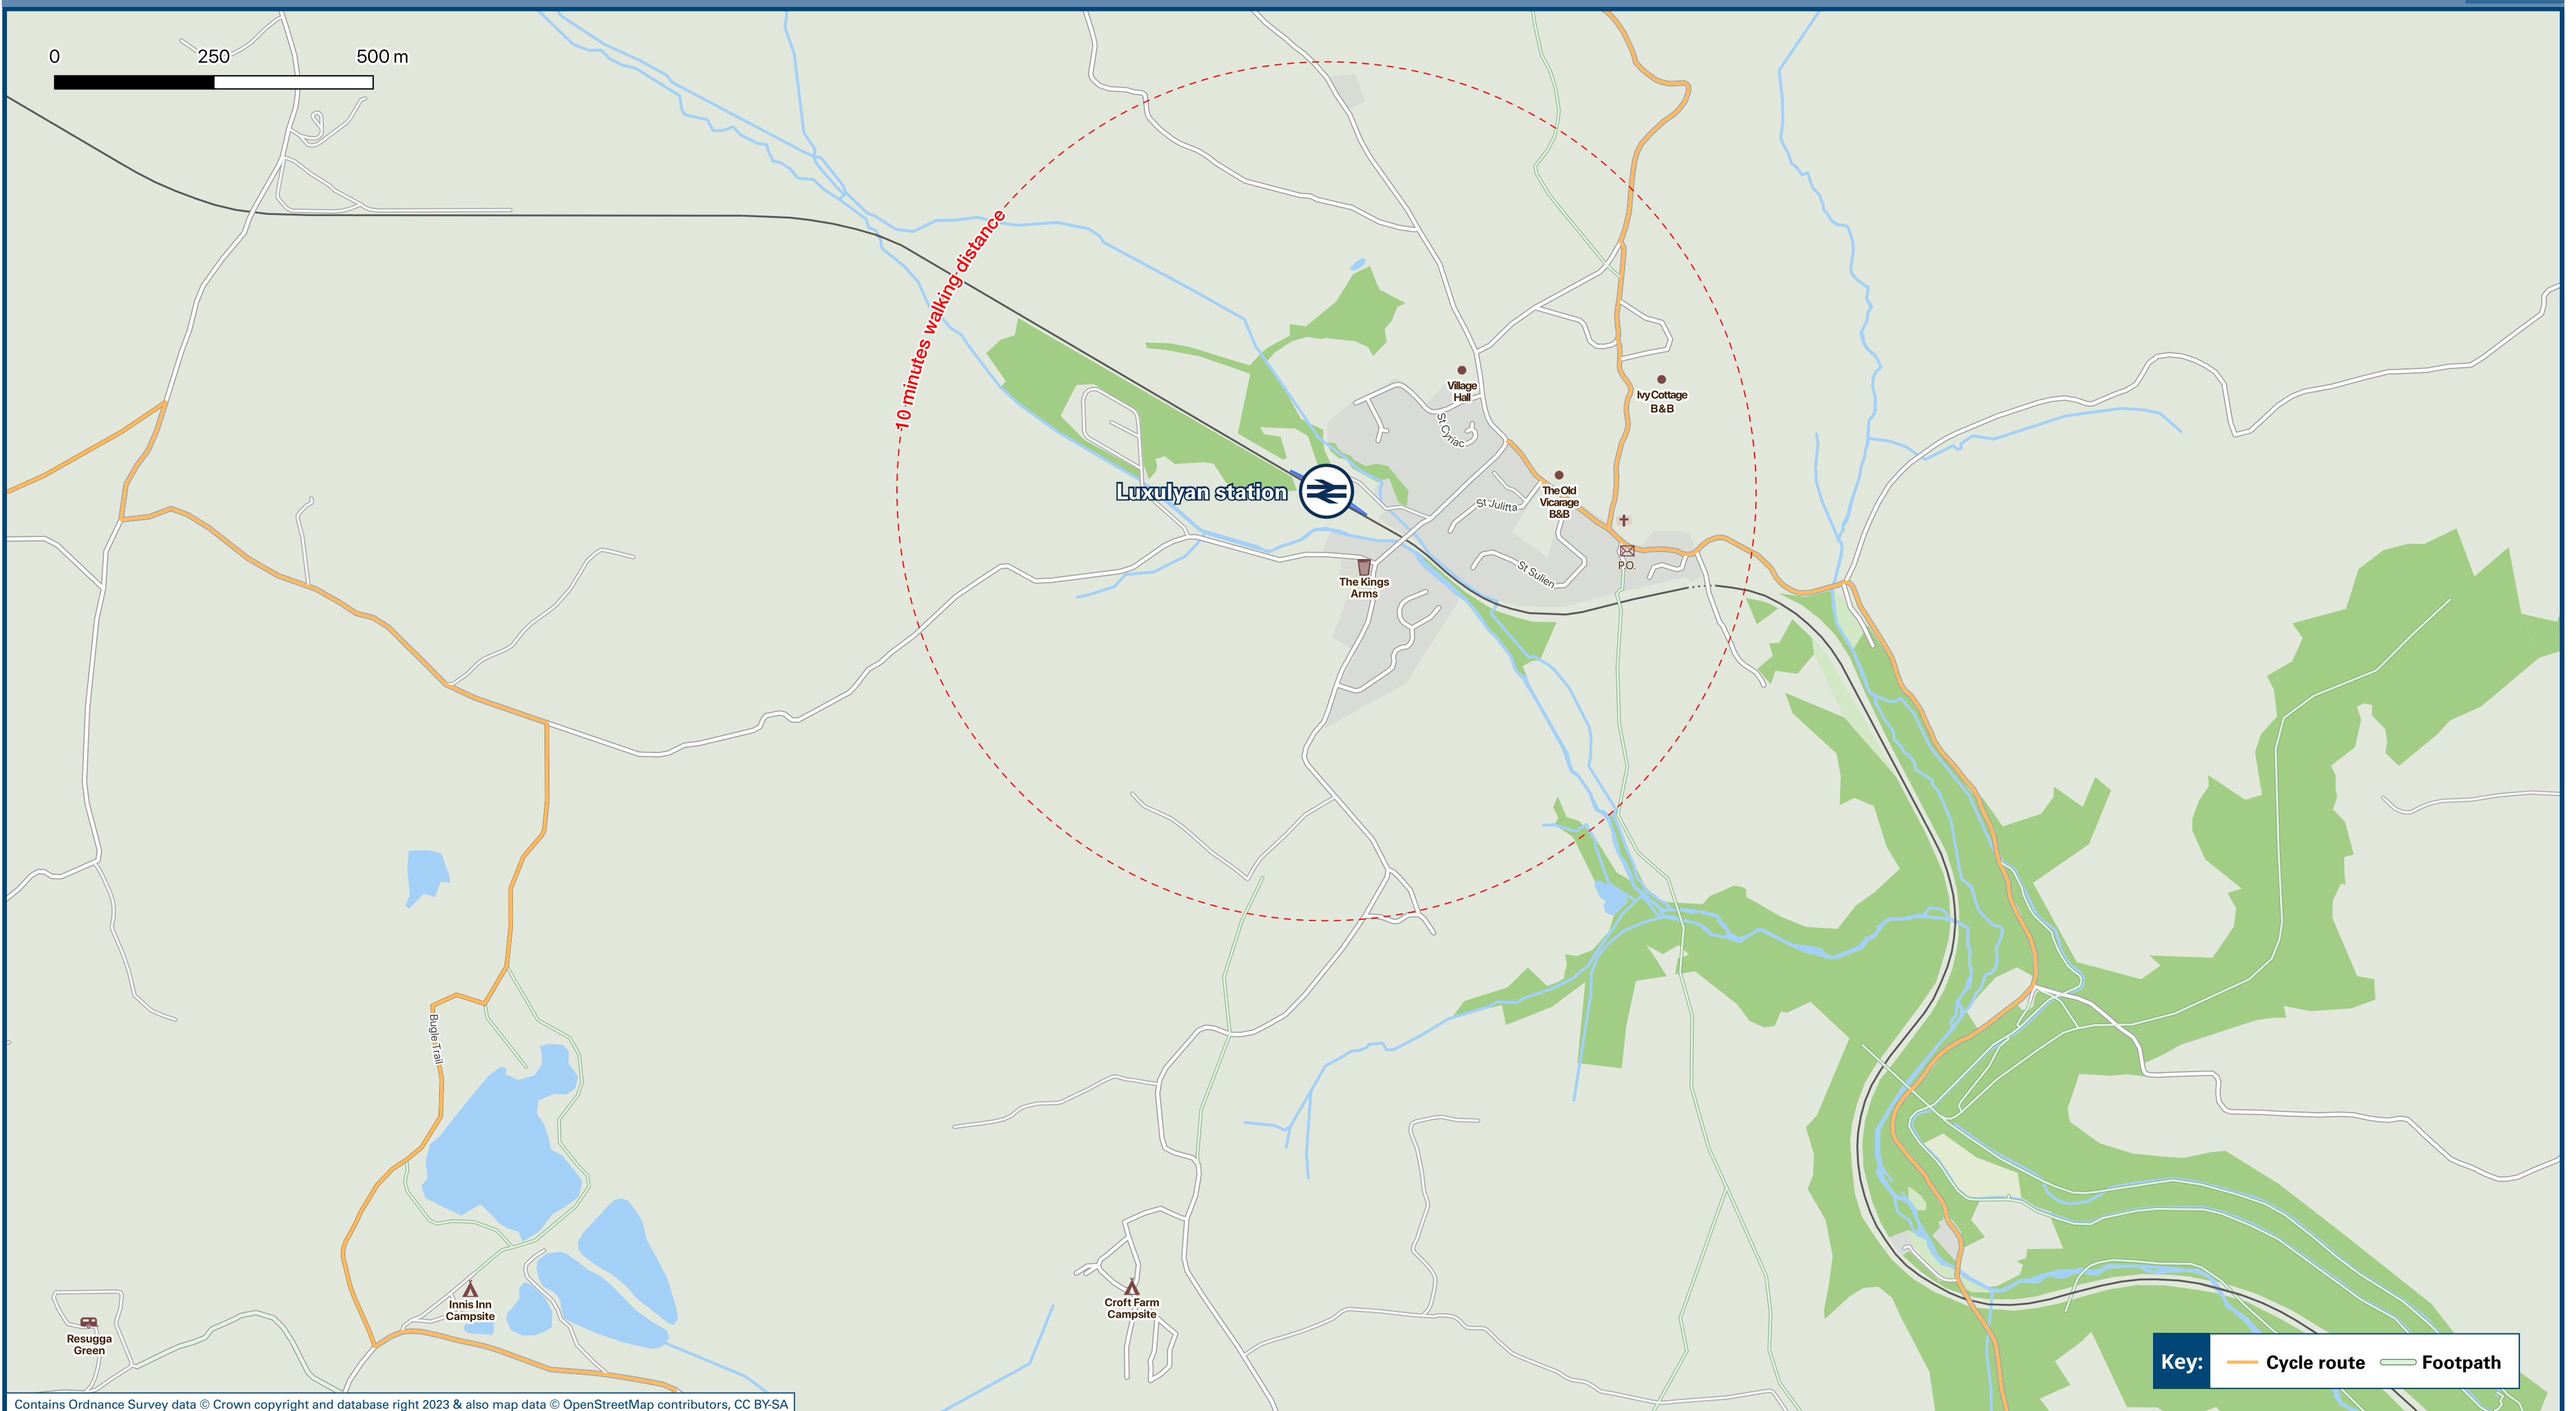 0 250 500 m
10 minutes walking distance
Village
Hall
Ivy Cottage
B & B
St Cyriac
Luxulyan station
St Julitta
The Old
Vicarage
B&B
P.O.
St Sulien
The Kings
Arms
Bugle Trail
Innis Inn
Campsite
Croft Farm
Campsite
Resugga
Green
Key: Cycle route Footpath
Contains Ordnance Survey data © Crown copyright and database right 2023 & also map data © OpenStreetMap contributors, CC BY-SA